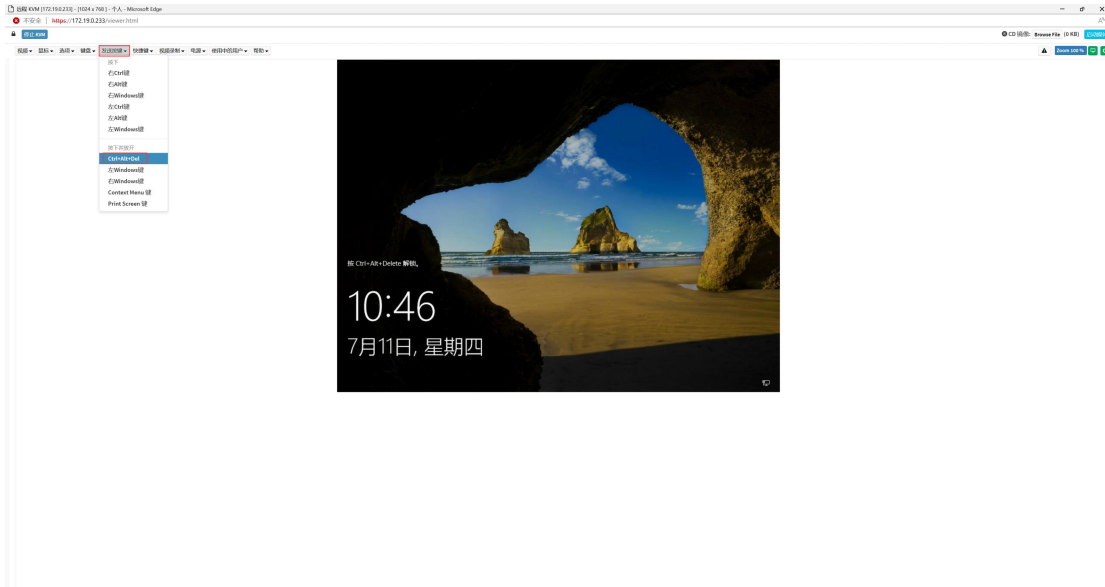 远程 KVM [172.19.0.233] - [1024 x 768 ] - 个人 - Microsoft Edge
不安全 | https://172.19.0.233/viewer.html
停止 KVM
CD 镜像: Browse File (0 KB)
视频 鼠标 选项 键盘 发送按键 快捷键 视频录制 电源 使用中的用户 帮助
Zoom 100 %
按下
右Ctrl键
右Alt键
右Windows键
左Ctrl键
左Alt键
左Windows键
按下并放开
Ctrl+Alt+Del
左Windows键
右Windows键
Context Menu 键
Print Screen 键
按 Ctrl+Alt+Delete 解锁。
10:46
7月11日, 星期四